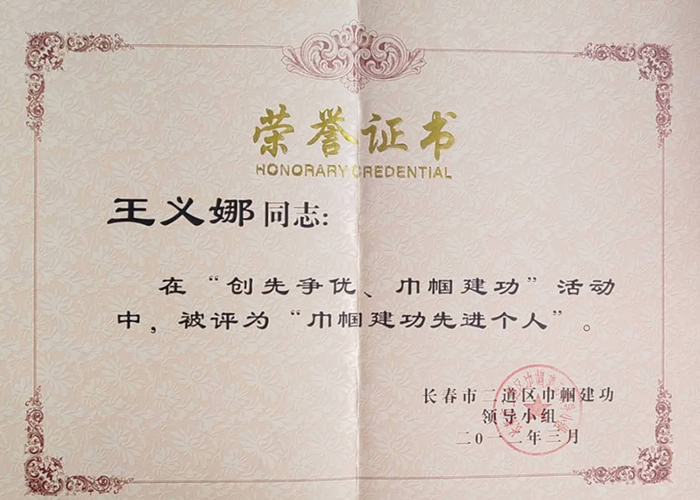 荣誉证书
HONORARY CREDENTIAL
王义娜同志:
在“创先争优、巾帼建功”活动
中，被评为“巾帼建功先进个人”。
长春市二道区巾帼建功
领导小组
二〇一二年三月